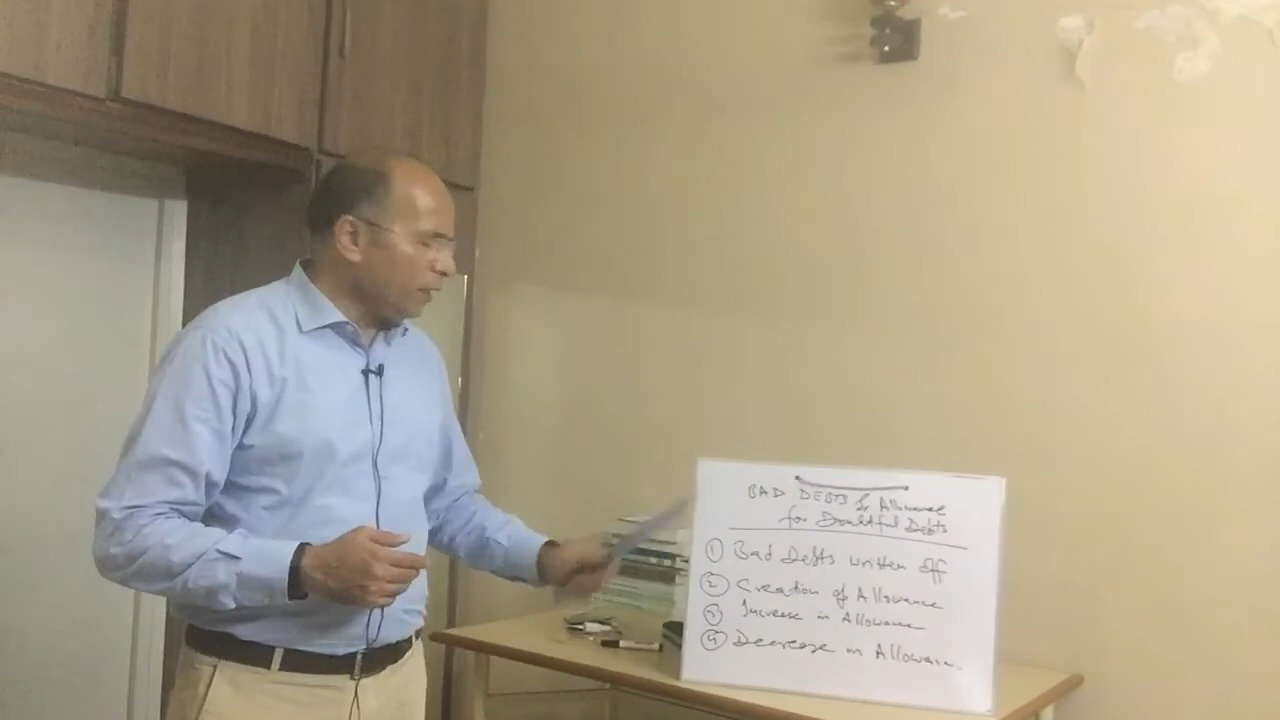 BAD DEBTS & Allowance
for Doubtful Debts
① Bad Debts written off
② Creation of Allowance
③ Increase in Allowance
④ Decrease in Allowance.